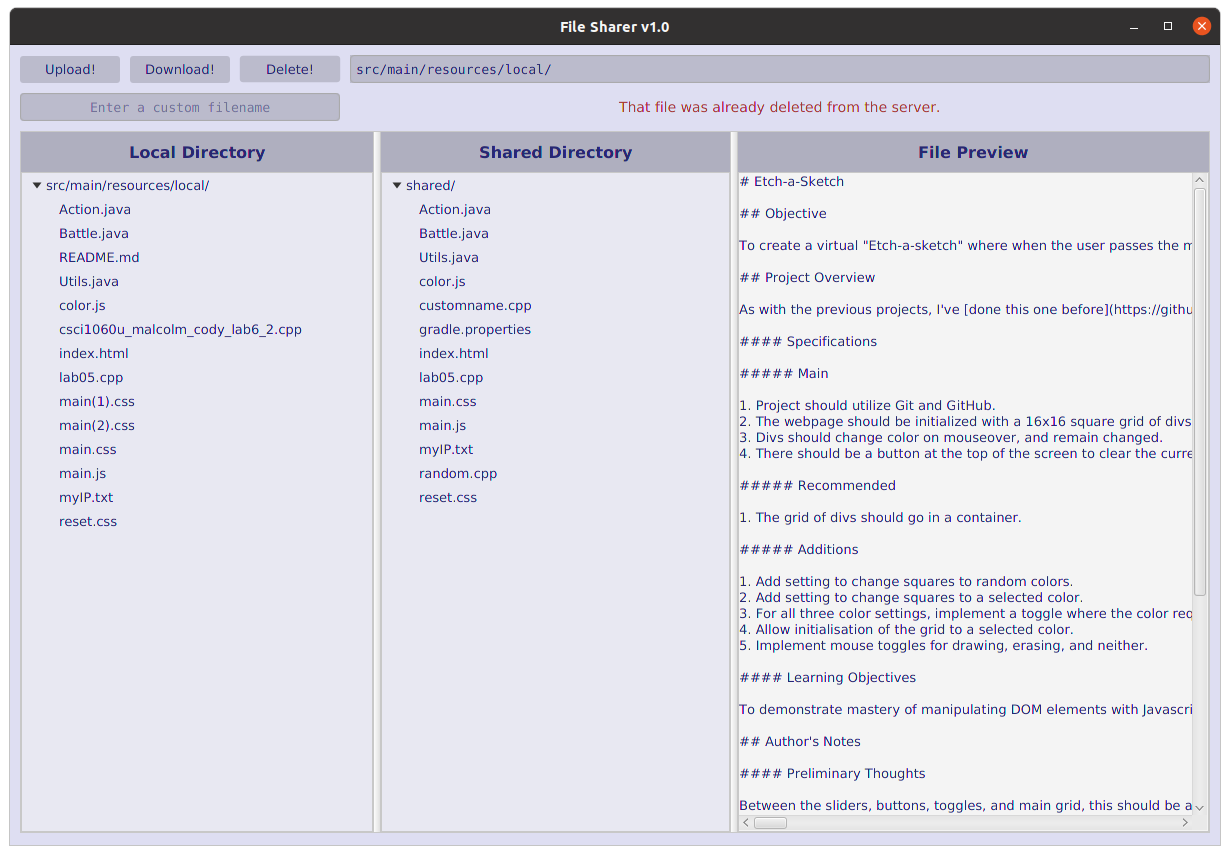 File Sharer v1.0
Upload!
Download!
Delete!
src/main/resources/local/
Enter a custom filename
That file was already deleted from the server.
Local Directory
src/main/resources/local/
Action.java
Battle.java
README.md
Utils.java
color.js
csci1060u_malcolm_cody_lab6_2.cpp
index.html
lab05.cpp
main(1).css
main(2).css
main.css
main.js
myIP.txt
reset.css
Shared Directory
shared/
Action.java
Battle.java
Utils.java
color.js
customname.cpp
gradle.properties
index.html
lab05.cpp
main.css
main.js
myIP.txt
random.cpp
reset.css
File Preview
# Etch-a-Sketch
## Objective
To create a virtual "Etch-a-sketch" where when the user passes the m
## Project Overview
As with the previous projects, I've [done this one before](https://githu
#### Specifications
##### Main
1. Project should utilize Git and GitHub.
2. The webpage should be initialized with a 16x16 square grid of divs
3. Divs should change color on mouseover, and remain changed.
4. There should be a button at the top of the screen to clear the curre
##### Recommended
1. The grid of divs should go in a container.
##### Additions
1. Add setting to change squares to random colors.
2. Add setting to change squares to a selected color.
3. For all three color settings, implement a toggle where the color req
4. Allow initialisation of the grid to a selected color.
5. Implement mouse toggles for drawing, erasing, and neither.
#### Learning Objectives
To demonstrate mastery of manipulating DOM elements with Javascri
## Author's Notes
#### Preliminary Thoughts
Between the sliders, buttons, toggles, and main grid, this should be a